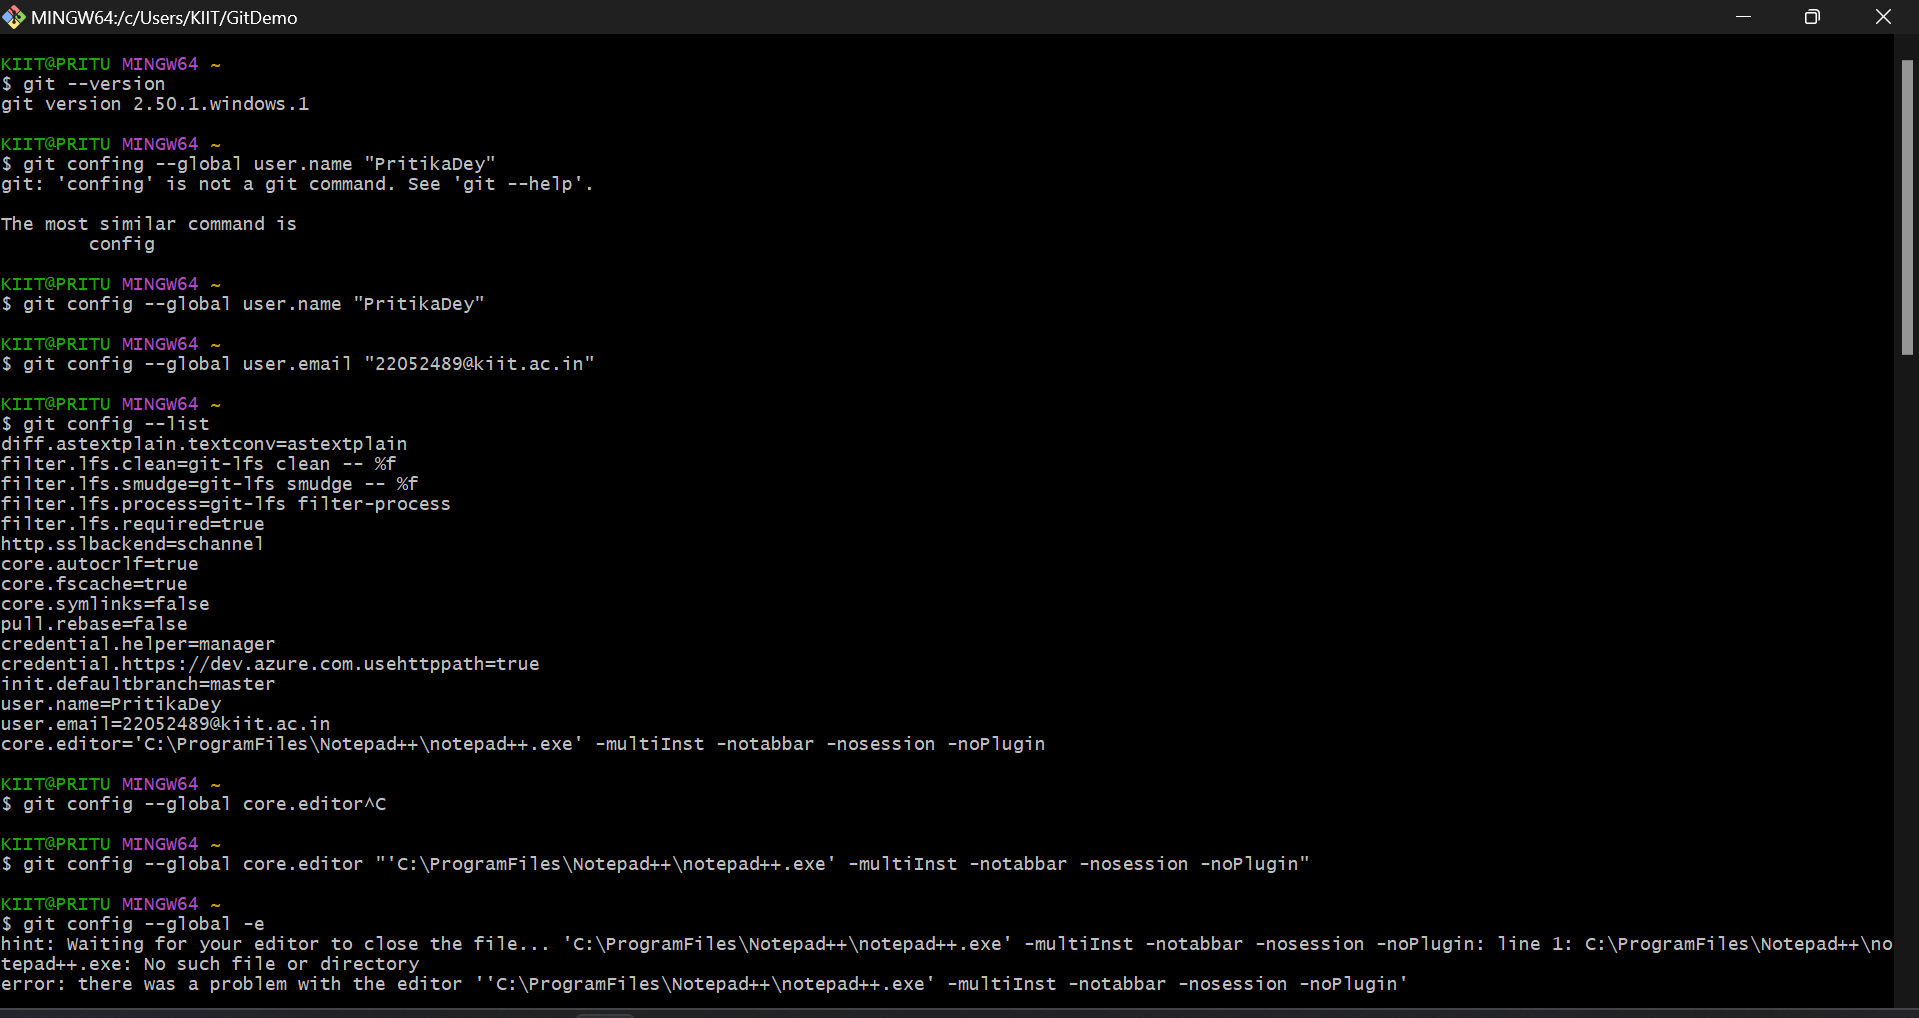 MINGW64:/c/Users/KIIT/GitDemo
KIIT@PRITU MINGW64 ~
$ git --version
git version 2.50.1.windows.1
KIIT@PRITU MINGW64 ~
$ git confing --global user.name "PritikaDey"
git: 'confing' is not a git command. See 'git --help'.
The most similar command is
config
KIIT@PRITU MINGW64 ~
$ git config --global user.name "PritikaDey"
KIIT@PRITU MINGW64 ~
$ git config --global user.email "22052489@kiit.ac.in"
KIIT@PRITU MINGW64 ~
$ git config --list
diff.astextplain.textconv=astextplain
filter.lfs.clean=git-lfs clean -- %f
filter.lfs.smudge=git-lfs smudge -- %f
filter.lfs.process=git-lfs filter-process
filter.lfs.required=true
http.sslbackend=schannel
core.autocrlf=true
core.fscache=true
core.symlinks=false
pull.rebase=false
credential.helper=manager
credential.https://dev.azure.com.usehttppath=true
init.defaultbranch=master
user.name=PritikaDey
user.email=22052489@kiit.ac.in
core.editor='C:\ProgramFiles\Notepad++\notepad++.exe' -multiInst -notabbar -nosession -noPlugin
KIIT@PRITU MINGW64 ~
$ git config --global core.editor^C
KIIT@PRITU MINGW64 ~
$ git config --global core.editor "'C:\ProgramFiles\Notepad++\notepad++.exe' -multiInst -notabbar -nosession -noPlugin"
KIIT@PRITU MINGW64 ~
$ git config --global -e
hint: Waiting for your editor to close the file... 'C:\ProgramFiles\Notepad++\notepad++.exe' -multiInst -notabbar -nosession -noPlugin: line 1: C:\ProgramFiles\Notepad++\no
tepad++.exe: No such file or directory
error: there was a problem with the editor ''C:\ProgramFiles\Notepad++\notepad++.exe' -multiInst -notabbar -nosession -noPlugin'